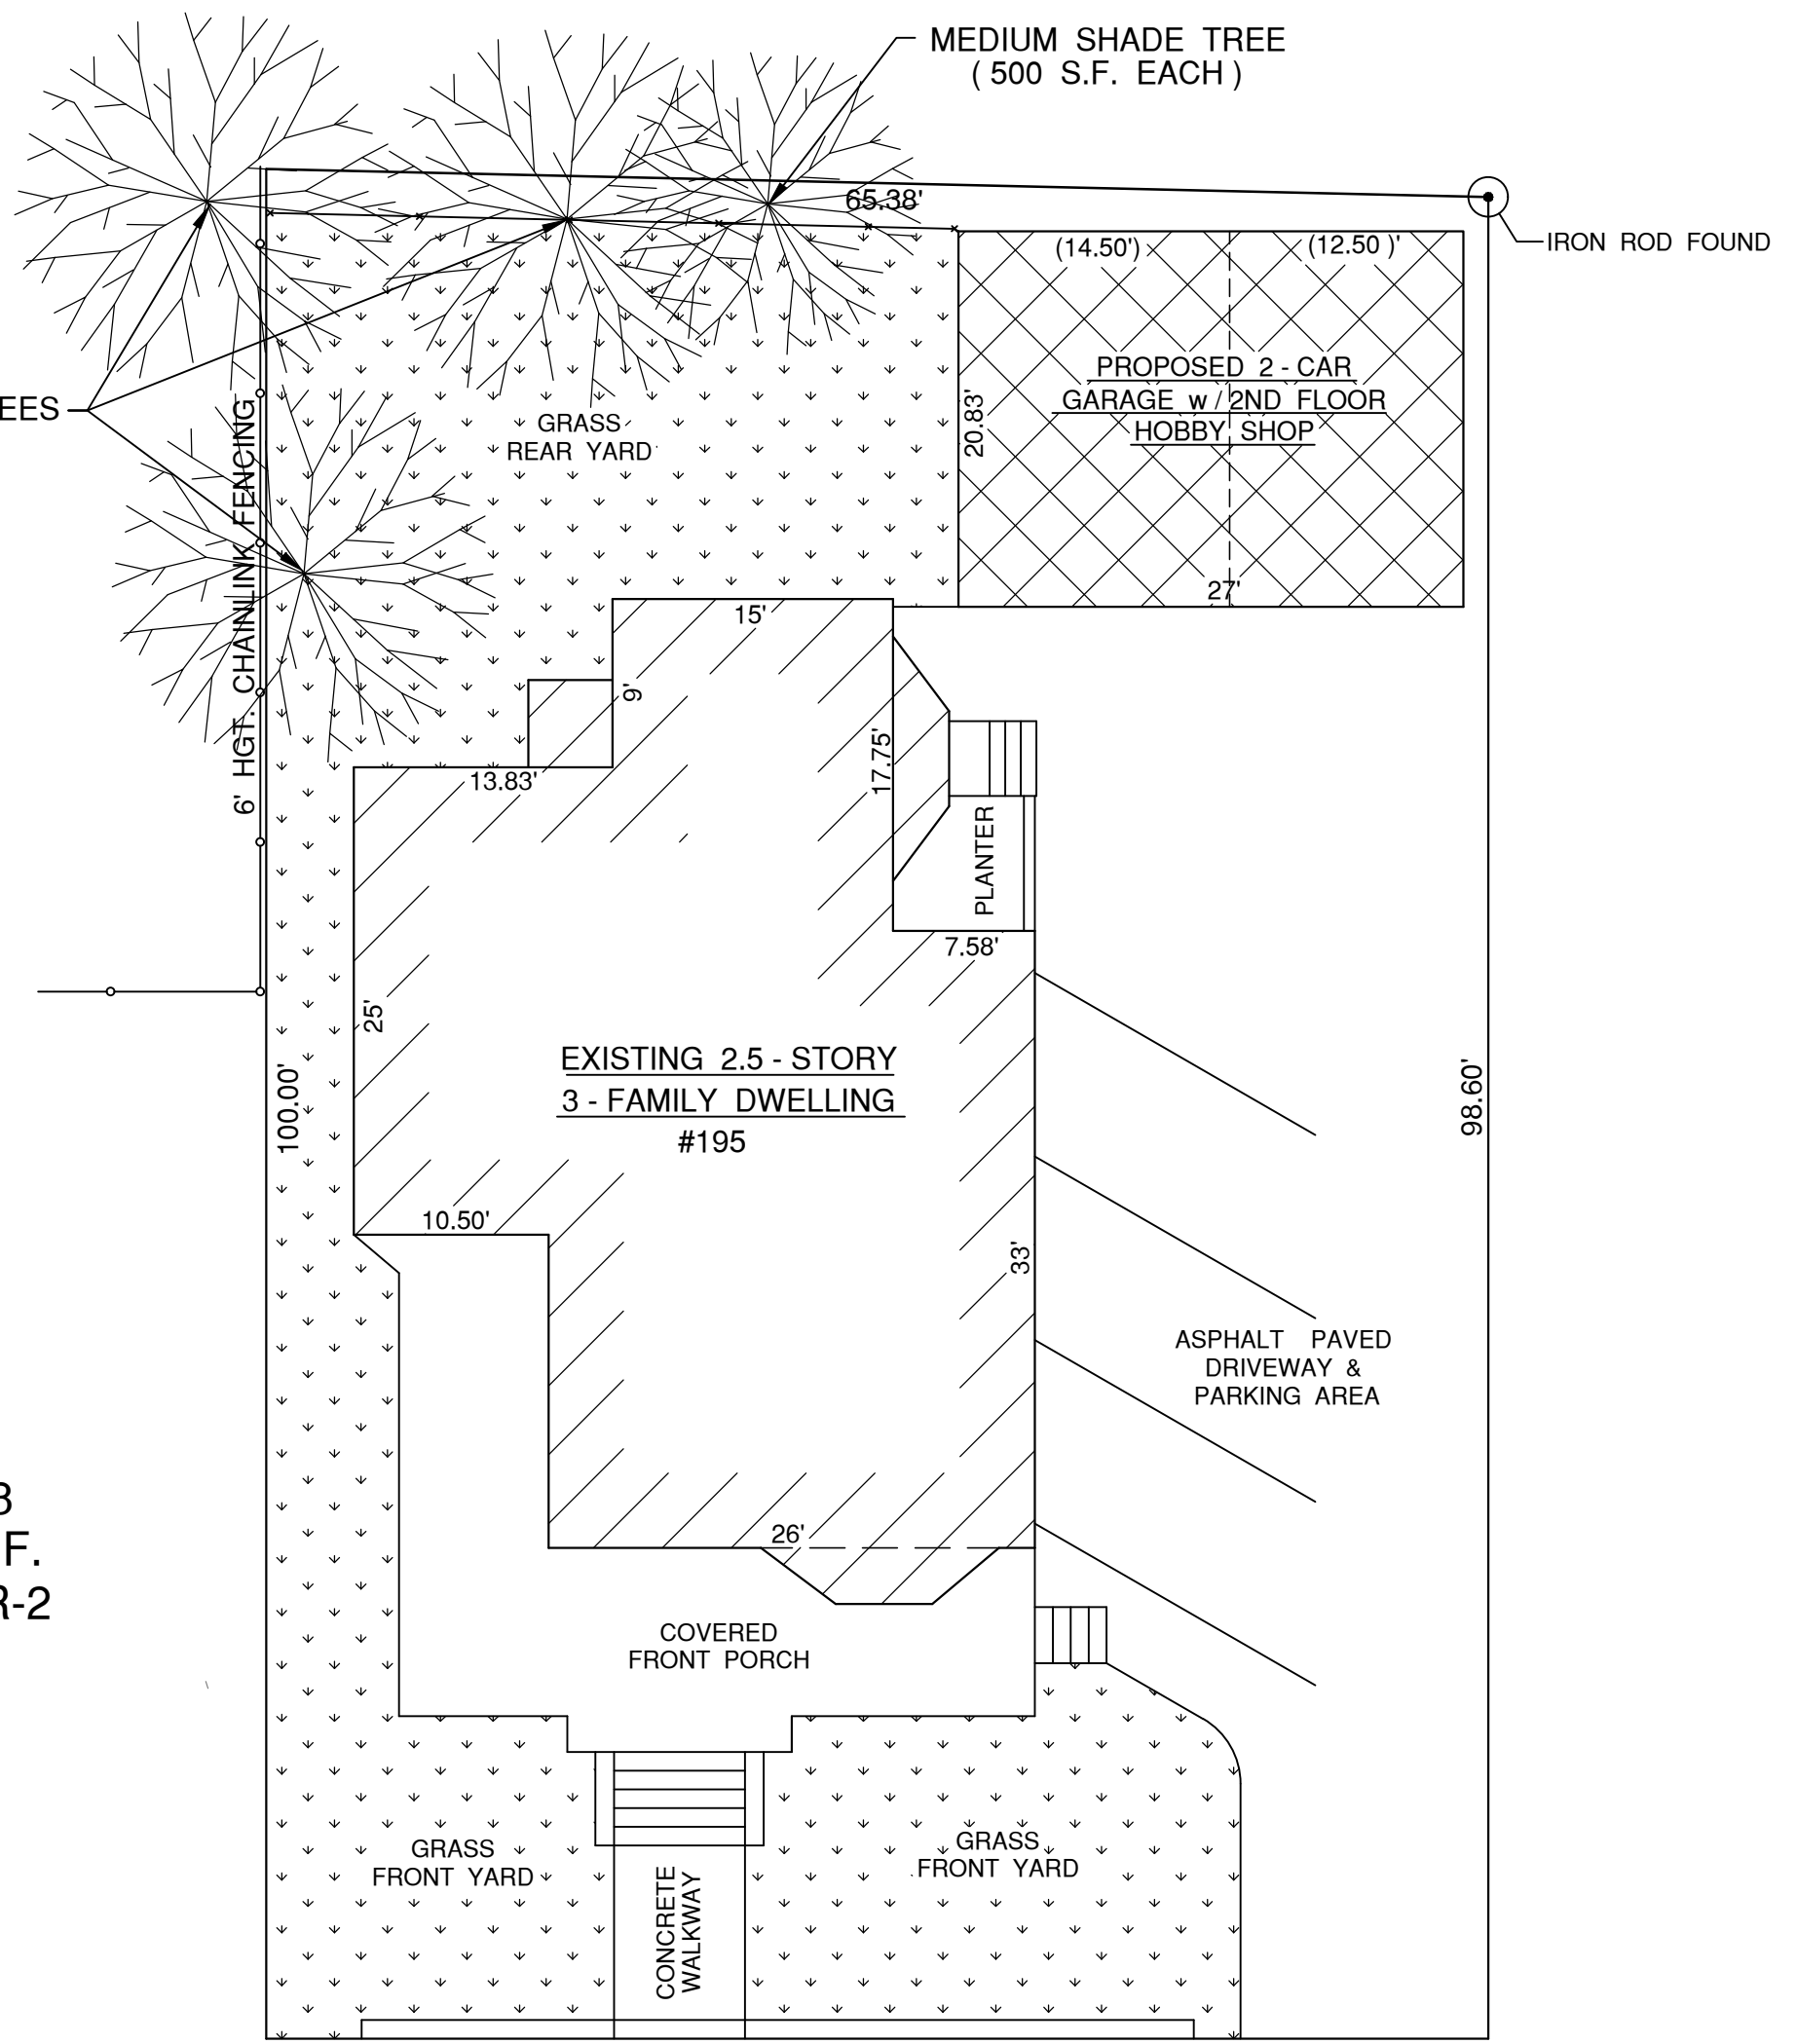 MEDIUM SHADE TREE
( 500 S.F. EACH )
65.38'
IRON ROD FOUND
(14.50')
(12.50 )'
PROPOSED 2 - CAR
GARAGE w / 2ND FLOOR
HOBBY SHOP
20.83'
27'
GRASS
REAR YARD
6' HGT. CHAINLINK FENCING
15'
9'
13.83'
17.75'
PLANTER
7.58'
25'
EXISTING 2.5 - STORY
3 - FAMILY DWELLING
#195
100.00'
98.60'
10.50'
33'
ASPHALT PAVED
DRIVEWAY &
PARKING AREA
26'
COVERED
FRONT PORCH
GRASS
FRONT YARD
GRASS
FRONT YARD
CONCRETE
WALKWAY